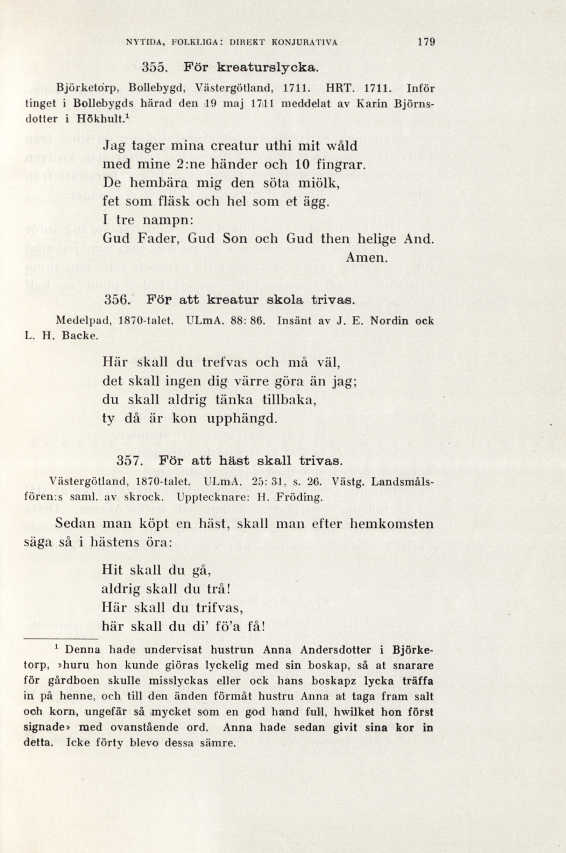 NYTIDA, FOLKLIGA: DIREKT KONJURATIVA 179
355. För kreaturslycka.
Björketorp, Bollebygd, Västergötland, 1711. HRT. 1711. Inför
tinget i Bollebygds härad den 19 maj 1711 meddelat av Karin Björns-
dotter i Hökhult.¹
Jag tager mina creatur uthi mit wåld
med mine 2:ne händer och 10 fingrar.
De hembära mig den söta miölk,
fet som fläsk och hel som et ägg.
I tre nampn:
Gud Fader, Gud Son och Gud then helige And.
Amen.
356. För att kreatur skola trivas.
Medelpad, 1870-talet. ULmA. 88: 86. Insänt av J. E. Nordin ock
L. H. Backe.
Här skall du trefvas och må väl,
det skall ingen dig värre göra än jag;
du skall aldrig tänka tillbaka,
ty då är kon upphängd.
357. För att häst skall trivas.
Västergötland, 1870-talet. ULmA. 25: 31, s. 26. Västg. Landsmåls-
fören:s saml. av skrock. Upptecknare: H. Fröding.
Sedan man köpt en häst, skall man efter hemkomsten
säga så i hästens öra:
Hit skall du gå,
aldrig skall du trå!
Här skall du trifvas,
här skall du di' fö'a få!
¹ Denna hade undervisat hustrun Anna Andersdotter i Björke-
torp, »huru hon kunde giöras lyckelig med sin boskap, så at snarare
för gårdboen skulle misslyckas eller ock hans boskapz lycka träffa
in på henne, och till den änden förmåt hustru Anna at taga fram salt
och korn, ungefär så mycket som en god hand full, hwilket hon först
signade» med ovanstående ord. Anna hade sedan givit sina kor in
detta. Icke förty blevo dessa sämre.